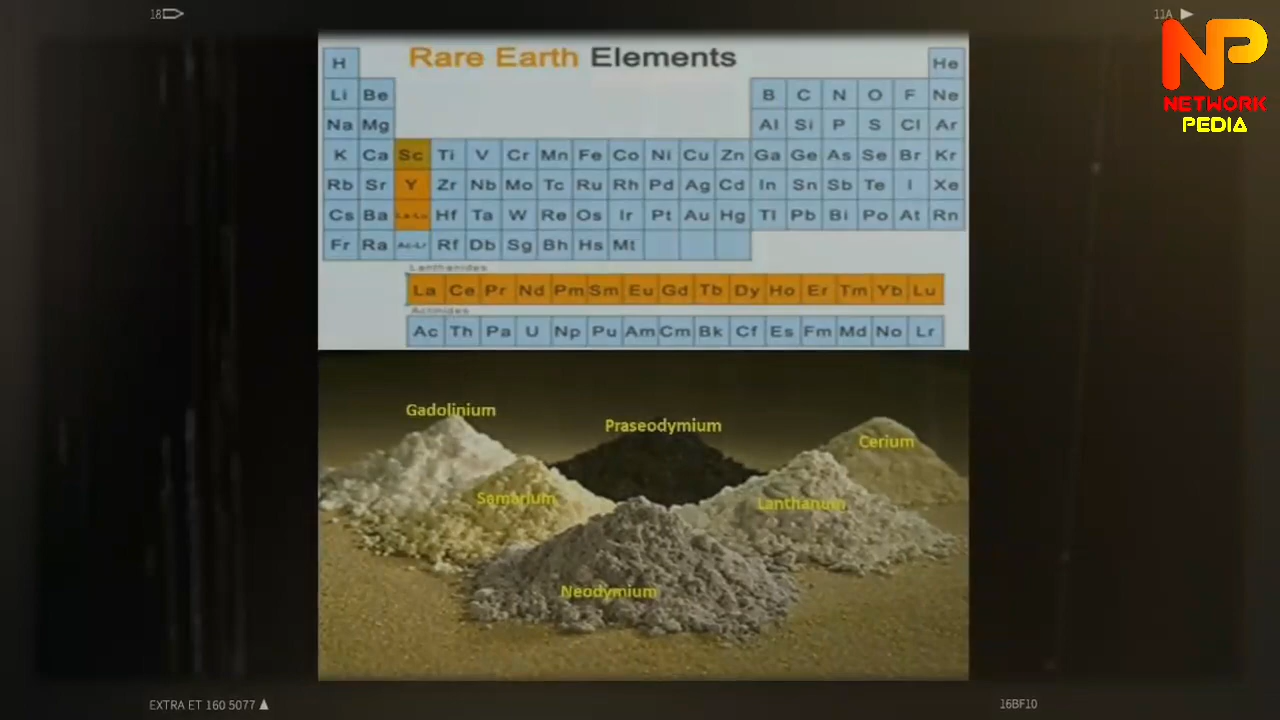 18
11A
NP
NETWORK
PEDIA
Rare Earth Elements
H He
Li Be B C N O F Ne
Na Mg Al Si P S Cl Ar
K Ca Sc Ti V Cr Mn Fe Co Ni Cu Zn Ga Ge As Se Br Kr
Rb Sr Y Zr Nb Mo Tc Ru Rh Pd Ag Cd In Sn Sb Te I Xe
Cs Ba La-Lu Hf Ta W Re Os Ir Pt Au Hg Tl Pb Bi Po At Rn
Fr Ra Ac-Lr Rf Db Sg Bh Hs Mt
Lanthanides
La Ce Pr Nd Pm Sm Eu Gd Tb Dy Ho Er Tm Yb Lu
Actinides
Ac Th Pa U Np Pu Am Cm Bk Cf Es Fm Md No Lr
Gadolinium
Praseodymium
Cerium
Samarium
Lanthanum
Neodymium
EXTRA ET 160 5077
16BF10